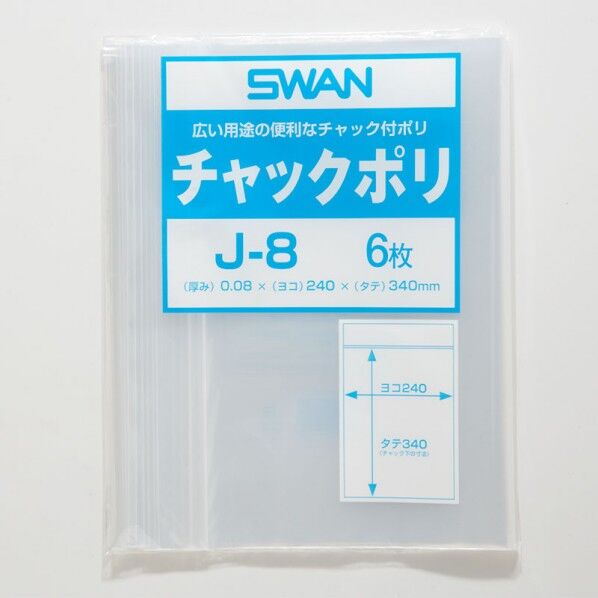 SWAN
広い用途の便利なチャック付ポリ
チャックポリ
J-8 6枚
(厚み) 0.08 × (ヨコ) 240 × (タテ) 340mm
ヨコ240
タテ340
(チャック下の寸法)